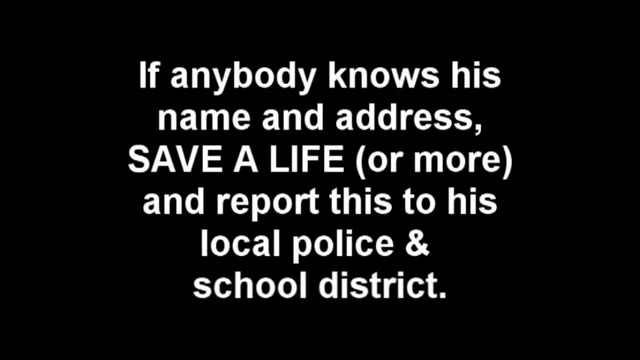 If anybody knows his
name and address,
SAVE A LIFE (or more)
and report this to his
local police &
school district.